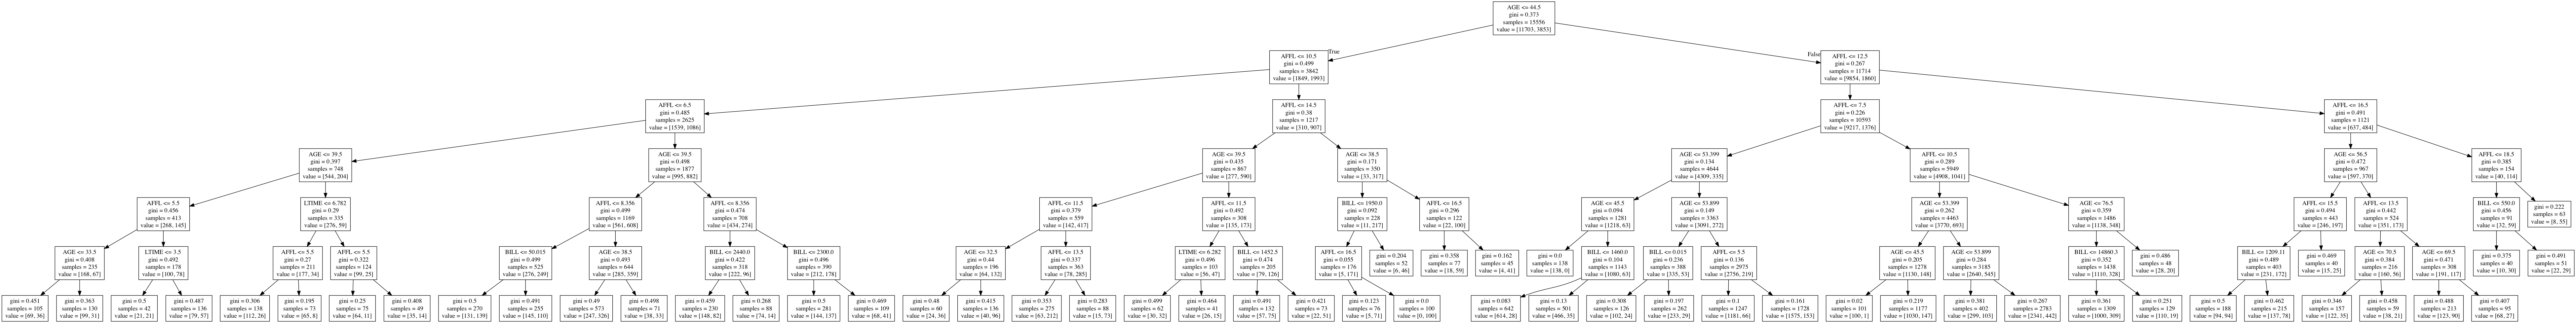 AGE <= 44.5
gini = 0.373
samples = 15556
value = [11703, 3853]
True
False
AFFL <= 10.5
gini = 0.499
samples = 3842
value = [1849, 1993]
AFFL <= 12.5
gini = 0.267
samples = 11714
value = [9854, 1860]
AFFL <= 6.5
gini = 0.485
samples = 2625
value = [1539, 1086]
AFFL <= 14.5
gini = 0.38
samples = 1217
value = [310, 907]
AFFL <= 7.5
gini = 0.226
samples = 10593
value = [9217, 1376]
AFFL <= 16.5
gini = 0.491
samples = 1121
value = [637, 484]
AGE <= 39.5
gini = 0.397
samples = 748
value = [544, 204]
AGE <= 39.5
gini = 0.498
samples = 1877
value = [995, 882]
AGE <= 39.5
gini = 0.435
samples = 867
value = [277, 590]
AGE <= 38.5
gini = 0.171
samples = 350
value = [33, 317]
AGE <= 53.399
gini = 0.134
samples = 4644
value = [4309, 335]
AFFL <= 10.5
gini = 0.289
samples = 5949
value = [4908, 1041]
AGE <= 56.5
gini = 0.472
samples = 967
value = [597, 370]
AFFL <= 18.5
gini = 0.385
samples = 154
value = [40, 114]
AFFL <= 5.5
gini = 0.456
samples = 413
value = [268, 145]
LTIME <= 6.782
gini = 0.29
samples = 335
value = [276, 59]
AFFL <= 8.356
gini = 0.499
samples = 1169
value = [561, 608]
AFFL <= 8.356
gini = 0.474
samples = 708
value = [434, 274]
AFFL <= 11.5
gini = 0.379
samples = 559
value = [142, 417]
AFFL <= 11.5
gini = 0.492
samples = 308
value = [135, 173]
BILL <= 1950.0
gini = 0.092
samples = 228
value = [11, 217]
AFFL <= 16.5
gini = 0.296
samples = 122
value = [22, 100]
AGE <= 45.5
gini = 0.094
samples = 1281
value = [1218, 63]
AGE <= 53.899
gini = 0.149
samples = 3363
value = [3091, 272]
AGE <= 53.399
gini = 0.262
samples = 4463
value = [3770, 693]
AGE <= 76.5
gini = 0.359
samples = 1486
value = [1138, 348]
AFFL <= 15.5
gini = 0.494
samples = 443
value = [246, 197]
AFFL <= 13.5
gini = 0.442
samples = 524
value = [351, 173]
BILL <= 550.0
gini = 0.456
samples = 91
value = [32, 59]
gini = 0.222
samples = 63
value = [8, 55]
AGE <= 33.5
gini = 0.408
samples = 235
value = [168, 67]
LTIME <= 3.5
gini = 0.492
samples = 178
value = [100, 78]
AFFL <= 5.5
gini = 0.27
samples = 211
value = [177, 34]
AFFL <= 5.5
gini = 0.322
samples = 124
value = [99, 25]
BILL <= 50.015
gini = 0.499
samples = 525
value = [276, 249]
AGE <= 38.5
gini = 0.493
samples = 644
value = [285, 359]
BILL <= 2440.0
gini = 0.422
samples = 318
value = [222, 96]
BILL <= 2300.0
gini = 0.496
samples = 390
value = [212, 178]
AGE <= 32.5
gini = 0.44
samples = 196
value = [64, 132]
AFFL <= 13.5
gini = 0.337
samples = 363
value = [78, 285]
LTIME <= 6.282
gini = 0.496
samples = 103
value = [56, 47]
BILL <= 1452.5
gini = 0.474
samples = 205
value = [79, 126]
AFFL <= 16.5
gini = 0.055
samples = 176
value = [5, 171]
gini = 0.204
samples = 52
value = [6, 46]
gini = 0.358
samples = 77
value = [18, 59]
gini = 0.162
samples = 45
value = [4, 41]
gini = 0.0
samples = 138
value = [138, 0]
BILL <= 1460.0
gini = 0.104
samples = 1143
value = [1080, 63]
BILL <= 0.015
gini = 0.236
samples = 388
value = [335, 53]
AFFL <= 5.5
gini = 0.136
samples = 2975
value = [2756, 219]
AGE <= 45.5
gini = 0.205
samples = 1278
value = [1130, 148]
AGE <= 53.899
gini = 0.284
samples = 3185
value = [2640, 545]
BILL <= 14860.3
gini = 0.352
samples = 1438
value = [1110, 328]
gini = 0.486
samples = 48
value = [28, 20]
BILL <= 1209.11
gini = 0.489
samples = 403
value = [231, 172]
gini = 0.469
samples = 40
value = [15, 25]
AGE <= 70.5
gini = 0.384
samples = 216
value = [160, 56]
AGE <= 69.5
gini = 0.471
samples = 308
value = [191, 117]
gini = 0.375
samples = 40
value = [10, 30]
gini = 0.491
samples = 51
value = [22, 29]
gini = 0.451
samples = 105
value = [69, 36]
gini = 0.363
samples = 130
value = [99, 31]
gini = 0.5
samples = 42
value = [21, 21]
gini = 0.487
samples = 136
value = [79, 57]
gini = 0.306
samples = 138
value = [112, 26]
gini = 0.195
samples = 73
value = [65, 8]
gini = 0.25
samples = 75
value = [64, 11]
gini = 0.408
samples = 49
value = [35, 14]
gini = 0.5
samples = 270
value = [131, 139]
gini = 0.491
samples = 255
value = [145, 110]
gini = 0.49
samples = 573
value = [247, 326]
gini = 0.498
samples = 71
value = [38, 33]
gini = 0.459
samples = 230
value = [148, 82]
gini = 0.268
samples = 88
value = [74, 14]
gini = 0.5
samples = 281
value = [144, 137]
gini = 0.469
samples = 109
value = [68, 41]
gini = 0.48
samples = 60
value = [24, 36]
gini = 0.415
samples = 136
value = [40, 96]
gini = 0.353
samples = 275
value = [63, 212]
gini = 0.283
samples = 88
value = [15, 73]
gini = 0.499
samples = 62
value = [30, 32]
gini = 0.464
samples = 41
value = [26, 15]
gini = 0.491
samples = 132
value = [57, 75]
gini = 0.421
samples = 73
value = [22, 51]
gini = 0.123
samples = 76
value = [5, 71]
gini = 0.0
samples = 100
value = [0, 100]
gini = 0.083
samples = 642
value = [614, 28]
gini = 0.13
samples = 501
value = [466, 35]
gini = 0.308
samples = 126
value = [102, 24]
gini = 0.197
samples = 262
value = [233, 29]
gini = 0.1
samples = 1247
value = [1181, 66]
gini = 0.161
samples = 1728
value = [1575, 153]
gini = 0.02
samples = 101
value = [100, 1]
gini = 0.219
samples = 1177
value = [1030, 147]
gini = 0.381
samples = 402
value = [299, 103]
gini = 0.267
samples = 2783
value = [2341, 442]
gini = 0.361
samples = 1309
value = [1000, 309]
gini = 0.251
samples = 129
value = [110, 19]
gini = 0.5
samples = 188
value = [94, 94]
gini = 0.462
samples = 215
value = [137, 78]
gini = 0.346
samples = 157
value = [122, 35]
gini = 0.458
samples = 59
value = [38, 21]
gini = 0.488
samples = 213
value = [123, 90]
gini = 0.407
samples = 95
value = [68, 27]